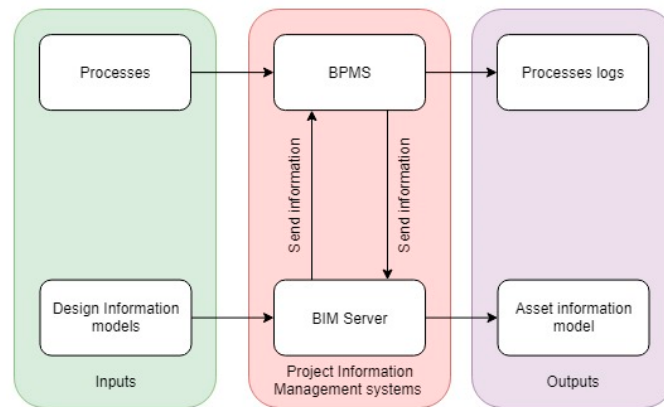 Processes
BPMS
Processes logs
Send information
Send information
Design Information
models
BIM Server
Asset information
model
Inputs
Project Information
Management systems
Outputs